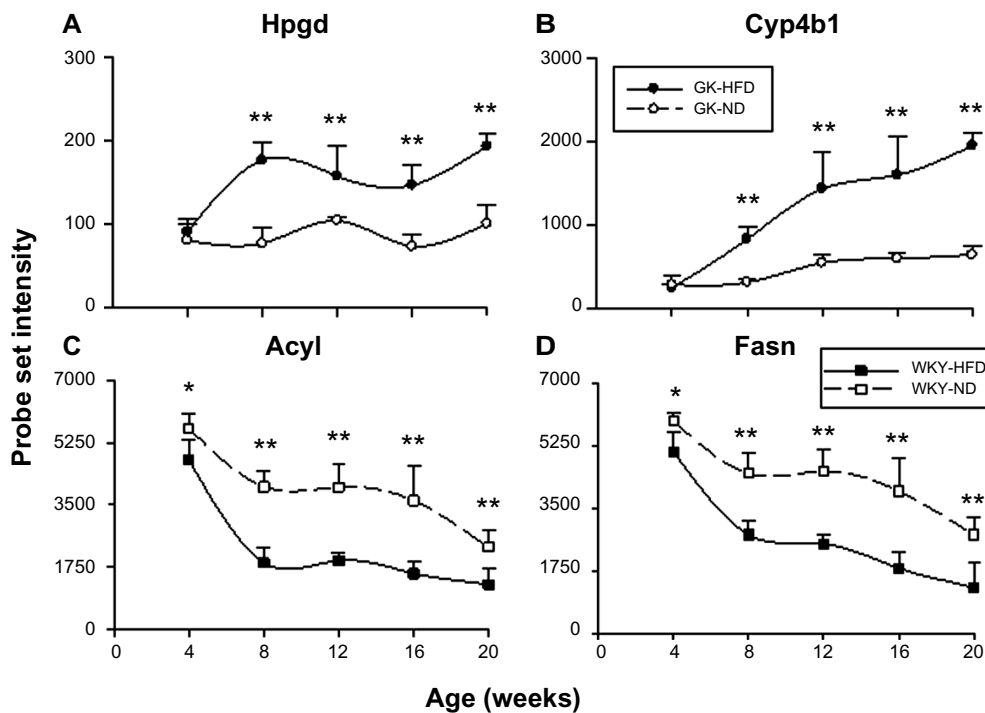 A
Hpgd
300
200
100
0
** ** ** **
B
Cyp4b1
3000
2000
1000
0
GK-HFD
GK-ND
** ** ** **
Probe set intensity
C
Acyl
7000
5250
3500
1750
0
* ** ** ** **
0 4 8 12 16 20
D
Fasn
7000
5250
3500
1750
0
WKY-HFD
WKY-ND
* ** ** ** **
0 4 8 12 16 20
Age (weeks)